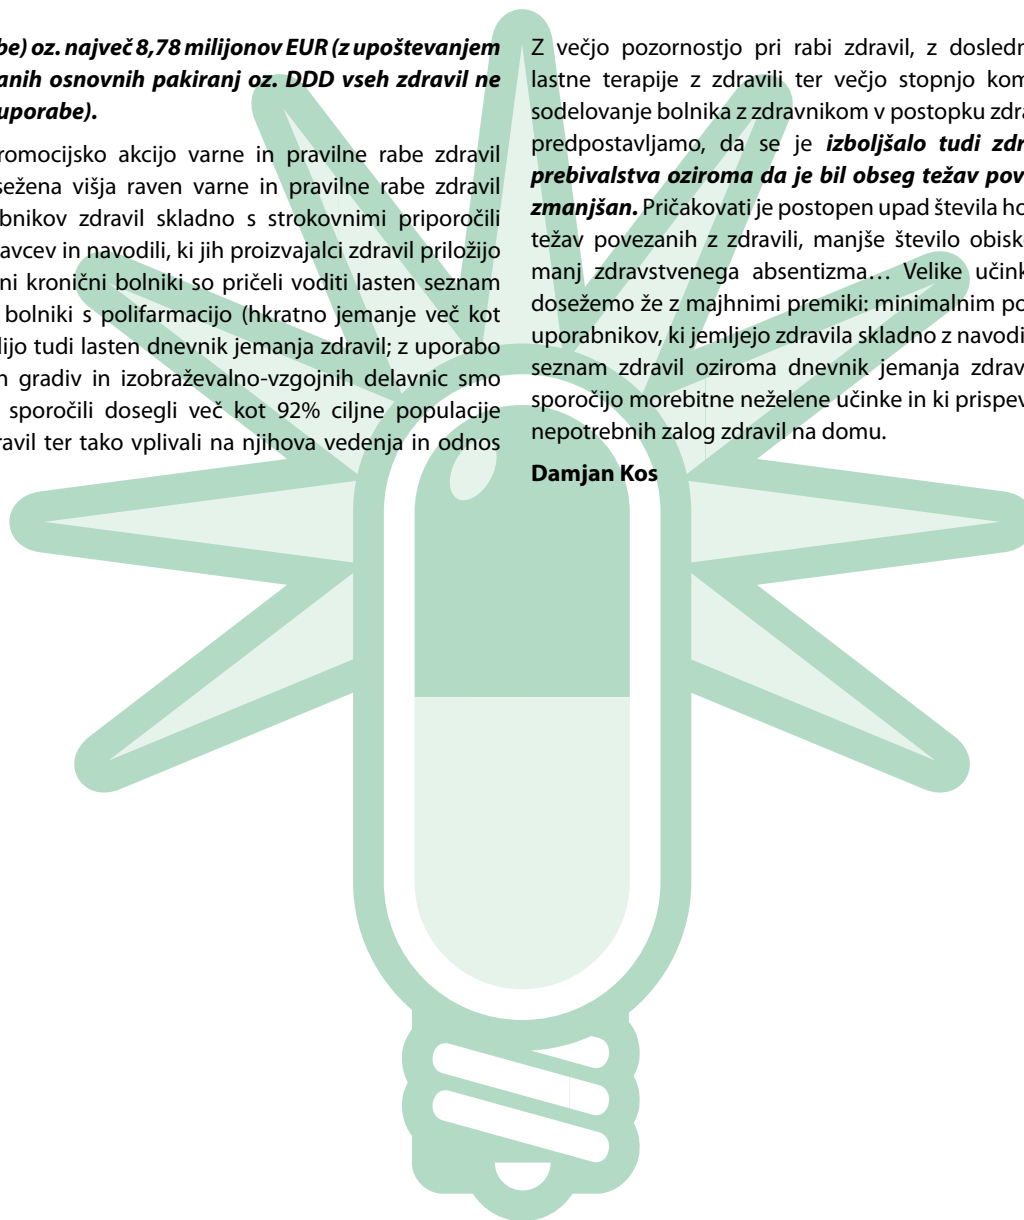 be) oz. največ 8,78 milijonov EUR (z upoštevanjem
anih osnovnih pakiranj oz. DDD vseh zdravil ne
uporabe).
romocijsko akcijo varne in pravilne rabe zdravil
sežena višja raven varne in pravilne rabe zdravil
bnikov zdravil skladno s strokovnimi priporočili
avcev in navodili, ki jih proizvajalci zdravil priložijo
ni kronični bolniki so pričeli voditi lasten seznam
bolniki s polifarmacijo (hkratno jemanje več kot
lijo tudi lasten dnevnik jemanja zdravil; z uporabo
h gradiv in izobraževalno-vzgojnih delavnic smo
sporočili dosegli več kot 92% ciljne populacije
ravil ter tako vplivali na njihova vedenja in odnos
Z večjo pozornostjo pri rabi zdravil, z dosledn
lastne terapije z zdravili ter večjo stopnjo kom
sodelovanje bolnika z zdravnikom v postopku zdra
predpostavljamo, da se je izboljšalo tudi zdr
prebivalstva oziroma da je bil obseg težav pov
zmanjšan. Pričakovati je postopen upad števila ho
težav povezanih z zdravili, manjše število obisk
manj zdravstvenega absentizma… Velike učink
dosežemo že z majhnimi premiki: minimalnim po
uporabnikov, ki jemljejo zdravila skladno z navodi
seznam zdravil oziroma dnevnik jemanja zdrav
sporočijo morebitne neželene učinke in ki prispev
nepotrebnih zalog zdravil na domu.
Damjan Kos